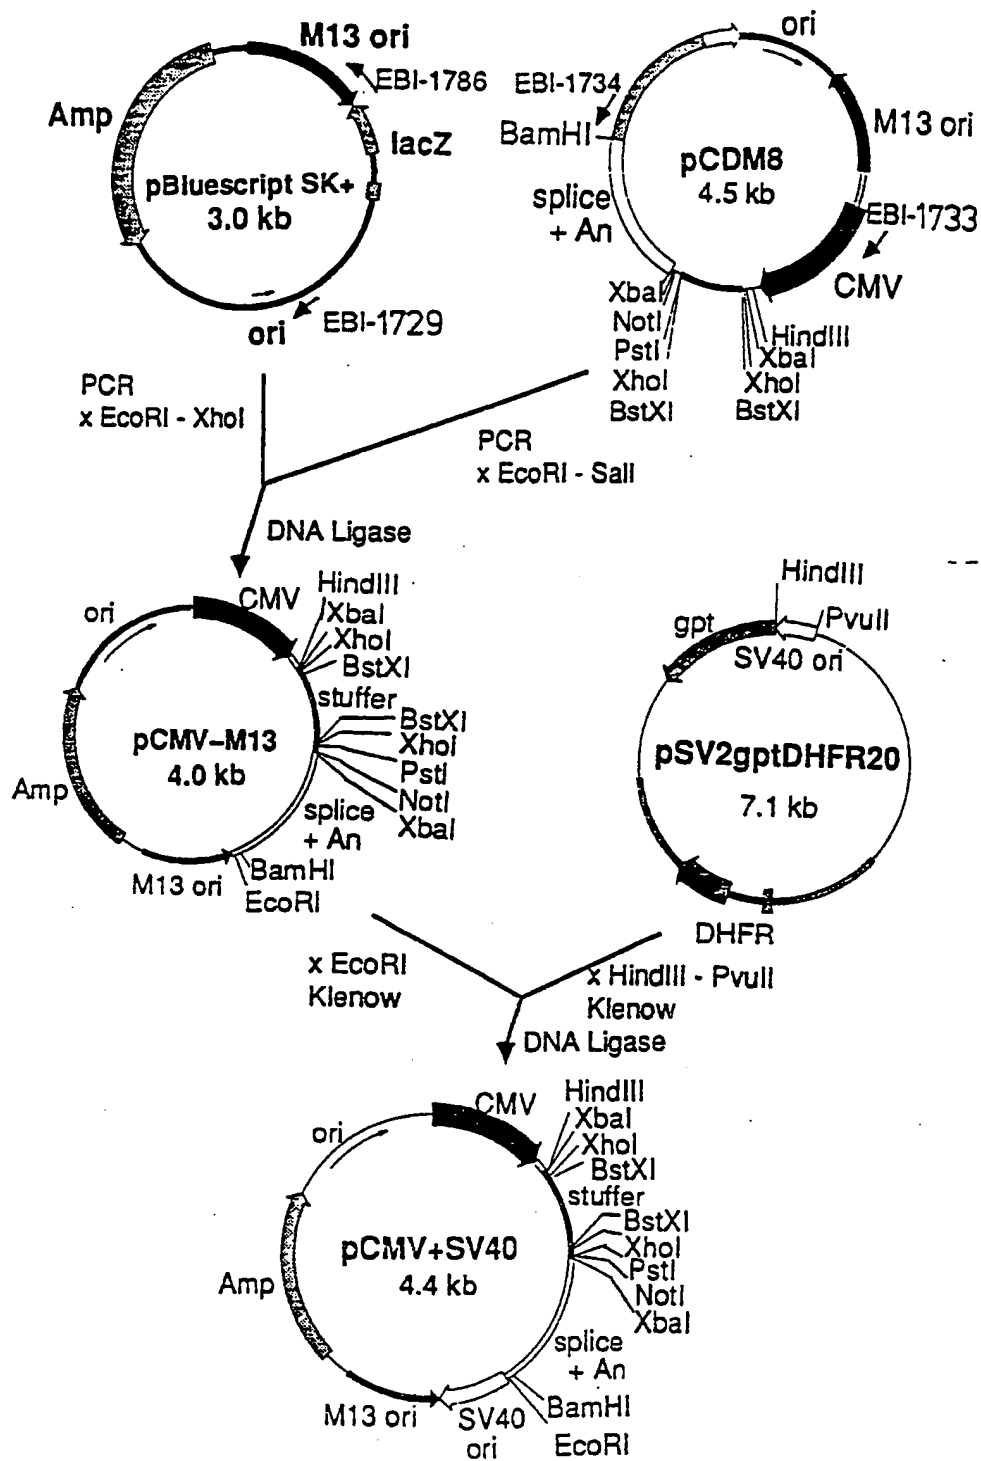 M13 ori
EBI-1786
Amp
lacZ
pBluescript SK+
3.0 kb
EBI-1729
ori
ori
EBI-1734
BamHI
M13 ori
pCDM8
4.5 kb
splice
+ An
EBI-1733
CMV
XbaI
NotI
PstI
XhoI
BstXI
HindIII
XbaI
XhoI
BstXI
PCR
x EcoRI - XhoI
PCR
x EcoRI - SalI
DNA Ligase
ori
CMV
HindIII
XbaI
XhoI
BstXI
stuffer
BstXI
XhoI
PstI
NotI
XbaI
pCMV-M13
4.0 kb
Amp
splice
+ An
M13 ori
BamHI
EcoRI
HindIII
gpt
PvuII
SV40 ori
pSV2gptDHFR20
7.1 kb
DHFR
x EcoRI
Klenow
x HindIII - PvuII
Klenow
DNA Ligase
ori
CMV
HindIII
XbaI
XhoI
BstXI
stuffer
BstXI
XhoI
PstI
NotI
XbaI
pCMV+SV40
4.4 kb
Amp
splice
+ An
M13 ori
SV40
ori
BamHI
EcoRI